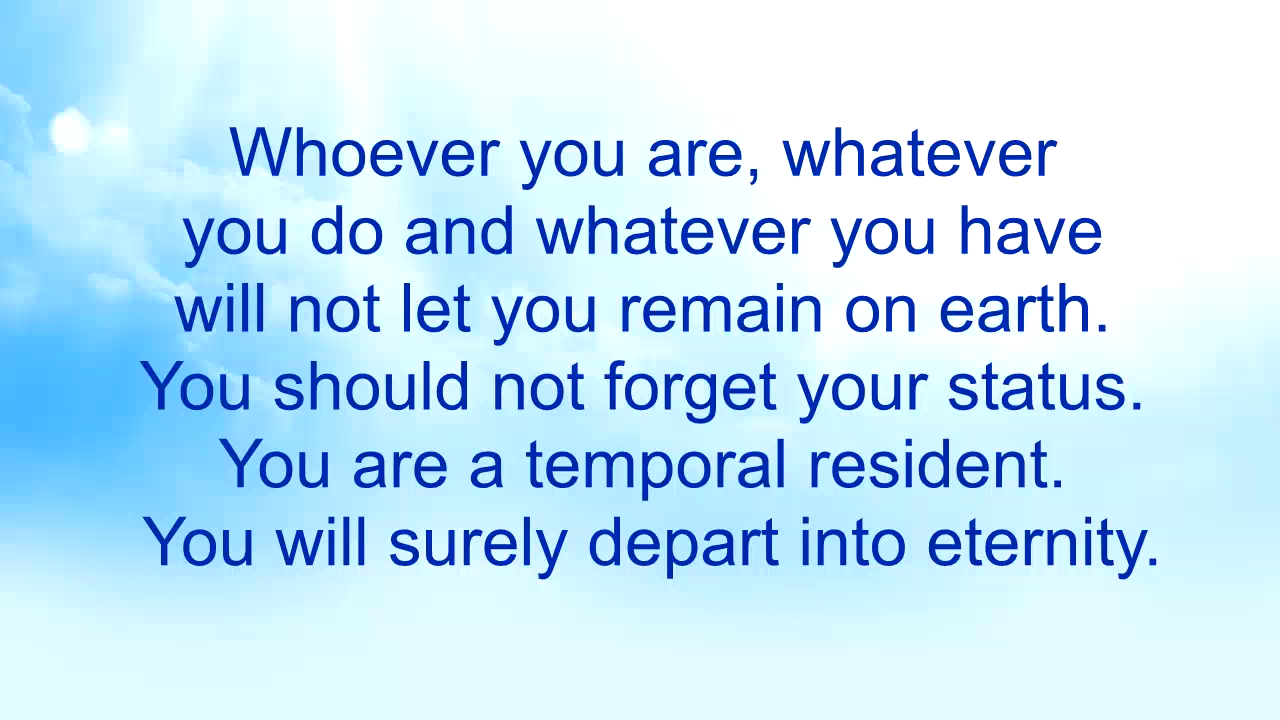 Whoever you are, whatever
you do and whatever you have
will not let you remain on earth.
You should not forget your status.
You are a temporal resident.
You will surely depart into eternity.